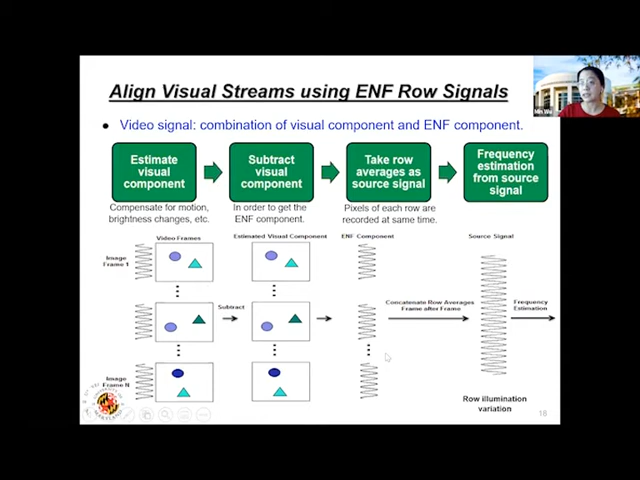 Align Visual Streams using ENF Row Signals
Min Wu
● Video signal: combination of visual component and ENF component.
Estimate
visual
component
Subtract
visual
component
Take row
averages as
source signal
Frequency
estimation
from source
signal
Compensate for motion,
brightness changes, etc.
In order to get the
ENF component.
Pixels of each row are
recorded at same time.
Video Frames
Estimated Visual Component
ENF Component
Source Signal
Image
Frame 1
Subtract
Concatenate Row Averages
Frame after Frame
Frequency
Estimation
Image
Frame N
Row illumination
variation
MARYLAND
18